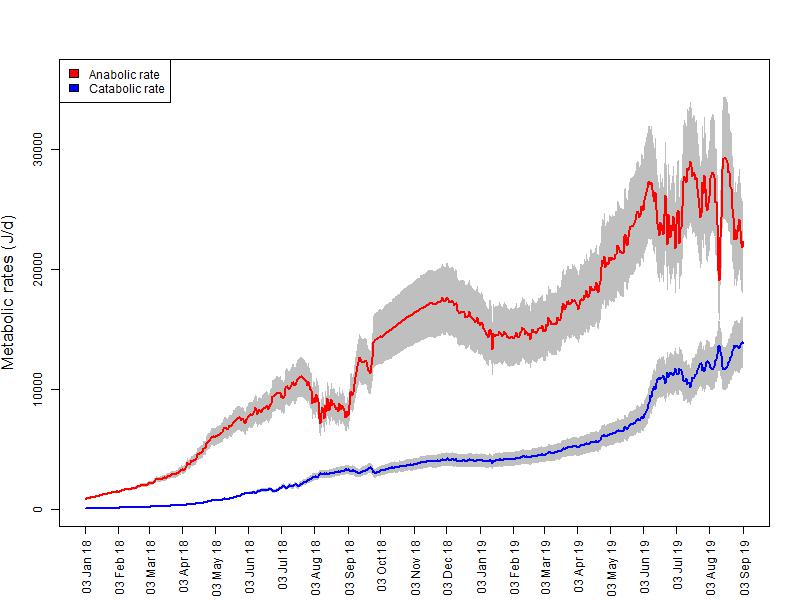 Anabolic rate
Catabolic rate
Metabolic rates (J/d)
30000
20000
10000
0
03 Jan 18
03 Feb 18
03 Mar 18
03 Apr 18
03 May 18
03 Jun 18
03 Jul 18
03 Aug 18
03 Sep 18
03 Oct 18
03 Nov 18
03 Dec 18
03 Jan 19
03 Feb 19
03 Mar 19
03 Apr 19
03 May 19
03 Jun 19
03 Jul 19
03 Aug 19
03 Sep 19